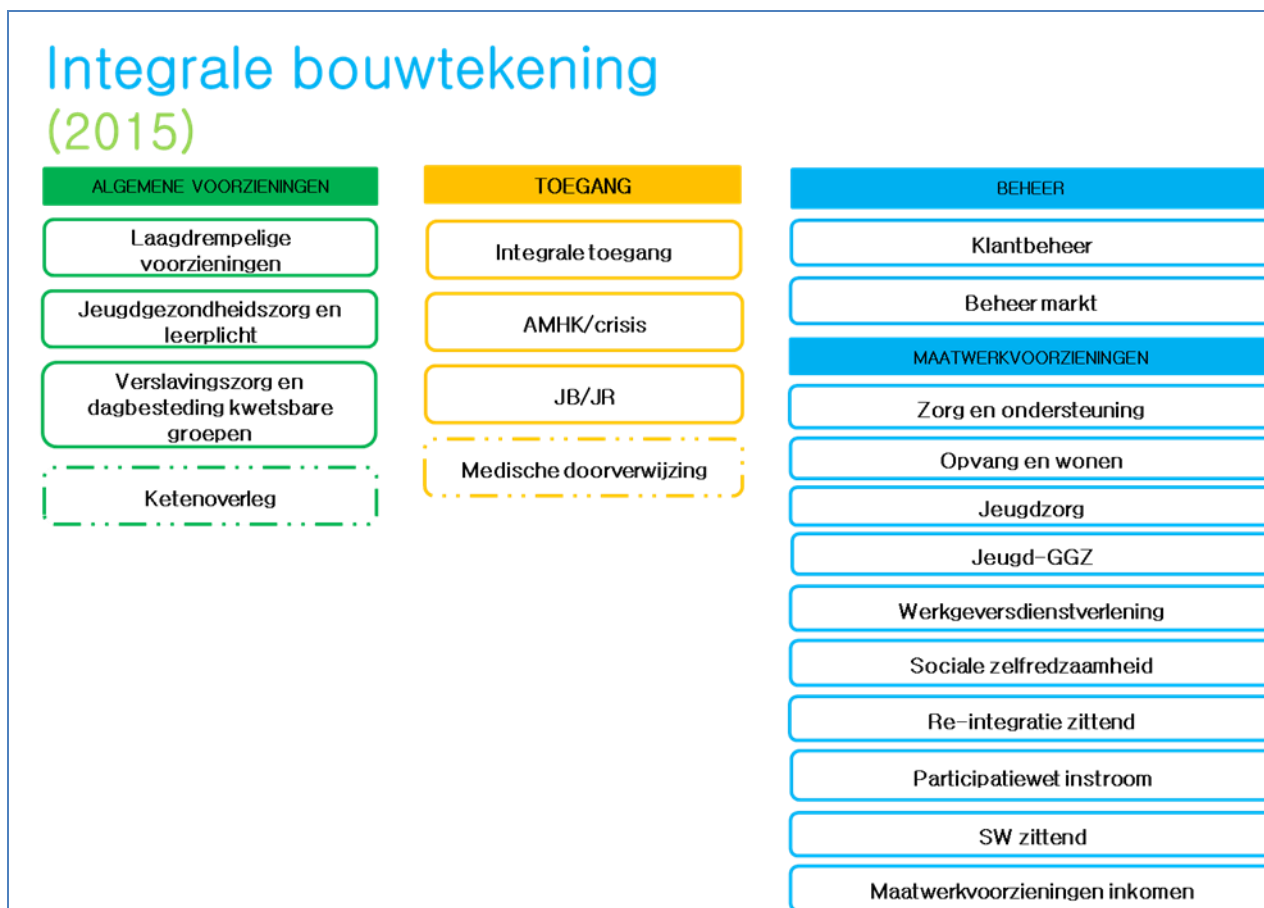 Integrale bouwtekening
(2015)
ALGEMENE VOORZIENINGEN
Laagdrempelige
voorzieningen
Jeugdgezondheidszorg en
leerplicht
Verslavingszorg en
dagbesteding kwetsbare
groepen
Ketenoverleg
TOEGANG
Integrale toegang
AMHK/crisis
JB/JR
Medische doorverwijzing
BEHEER
Klantbeheer
Beheer markt
MAATWERKVOORZIENINGEN
Zorg en ondersteuning
Opvang en wonen
Jeugdzorg
Jeugd-GGZ
Werkgeversdienstverlening
Sociale zelfredzaamheid
Re-integratie zittend
Participatiewet instroom
SW zittend
Maatwerkvoorzieningen inkomen